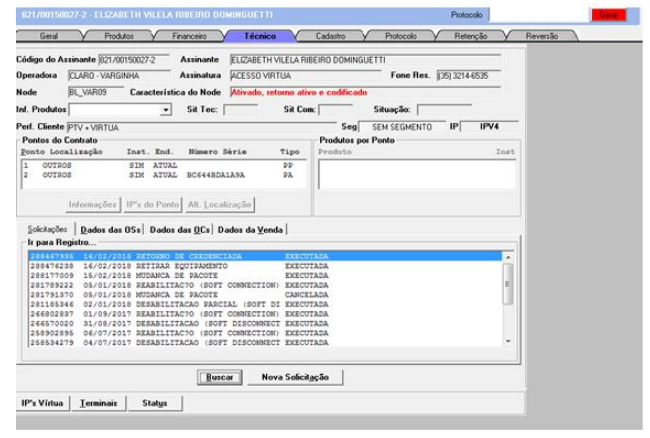 821/00150027-2 - ELIZABETH VILELA RIBEIRO DOMINGUETTI Protocolo Gerar
Geral Produtos Financeiro Técnico Cadastro Protocolo Retenção Reversão
Código do Assinante 821/00150027-2 Assinante ELIZABETH VILELA RIBEIRO DOMINGUETTI
Operadora CLARO - VARGINHA Assinatura ACESSO VIRTUA Fone Res. (35) 3214-6535
Node BL_VAR09 Característica do Node Ativado, retorno ativo e codificado
Inf. Produtos Sit Tec: Sit Com: Situação:
Perf. Cliente PTV + VIRTUA Seg SEM SEGMENTO IP IPV4
Pontos do Contrato Produtos por Ponto
Ponto Localização Inst. End. Número Série Tipo Produto Inst
1 OUTROS SIM ATUAL PP
2 OUTROS SIM ATUAL BC644BDA1A9A PA
Informações IP's do Ponto Alt. Localização
Solicitações Dados das OSs Dados das QCs Dados da Venda
Ir para Registro...
288467935 16/02/2018 RETORNO DE CREDENCIADA EXECUTADA
288476238 16/02/2018 RETIRAR EQUIPAMENTO EXECUTADA
288177009 15/02/2018 MUDANCA DE PACOTE EXECUTADA
281789222 05/01/2018 REABILITAC?O (SOFT CONNECTION) EXECUTADA
281791370 05/01/2018 MUDANCA DE PACOTE CANCELADA
281185346 02/01/2018 DESABILITACAO PARCIAL (SOFT DI EXECUTADA
266802837 01/09/2017 REABILITAC?O (SOFT CONNECTION) EXECUTADA
266570020 31/08/2017 DESABILITACAO (SOFT DISCONNECT EXECUTADA
258902895 06/07/2017 REABILITAC?O (SOFT CONNECTION) EXECUTADA
258534279 04/07/2017 DESABILITACAO (SOFT DISCONNECT EXECUTADA
Buscar Nova Solicitação
IP's Vírtua Terminais Status